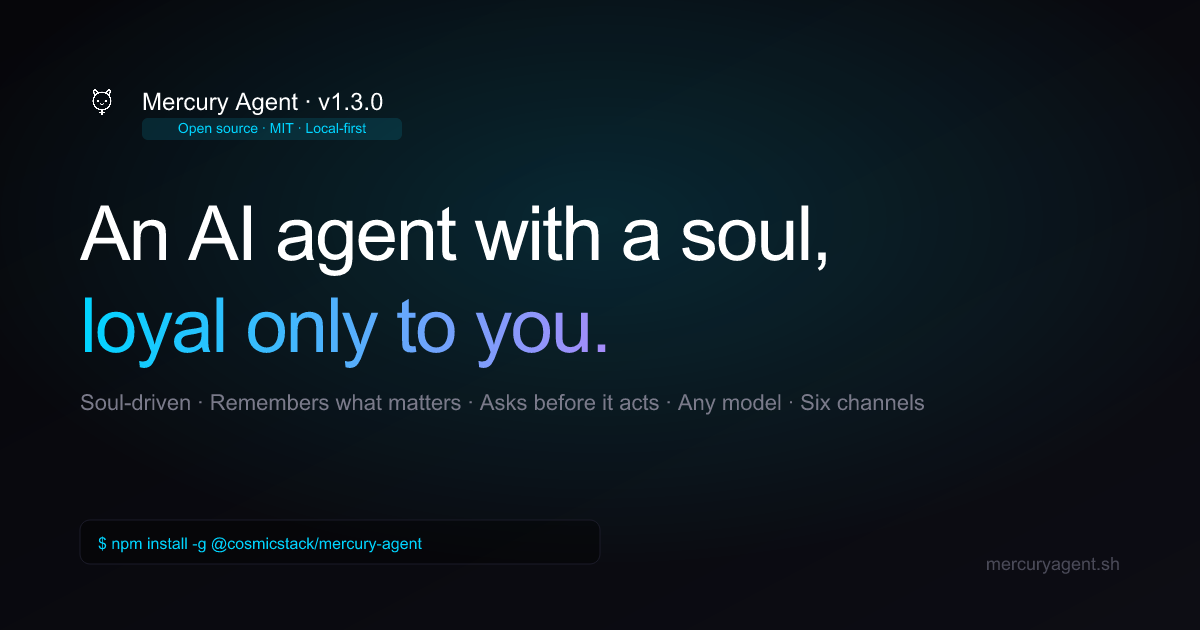 Mercury Agent · v1.3.0
Open source · MIT · Local-first
An AI agent with a soul,
loyal only to you.
Soul-driven · Remembers what matters · Asks before it acts · Any model · Six channels
$ npm install -g @cosmicstack/mercury-agent
mercuryagent.sh